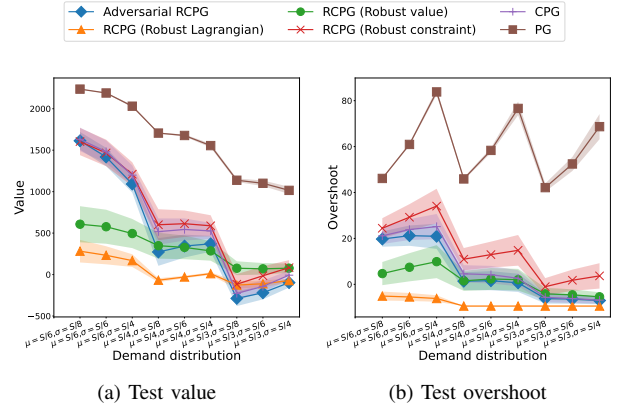 Adversarial RCPG
RCPG (Robust Lagrangian)
RCPG (Robust value)
RCPG (Robust constraint)
CPG
PG
Value
2000
1500
1000
500
0
−500
μ = S/6, σ = S/8
μ = S/6, σ = S/6
μ = S/6, σ = S/4
μ = S/4, σ = S/8
μ = S/4, σ = S/6
μ = S/4, σ = S/4
μ = S/3, σ = S/8
μ = S/3, σ = S/6
μ = S/3, σ = S/4
Demand distribution
(a) Test value
Overshoot
80
60
40
20
0
μ = S/6, σ = S/8
μ = S/6, σ = S/6
μ = S/6, σ = S/4
μ = S/4, σ = S/8
μ = S/4, σ = S/6
μ = S/4, σ = S/4
μ = S/3, σ = S/8
μ = S/3, σ = S/6
μ = S/3, σ = S/4
Demand distribution
(b) Test overshoot